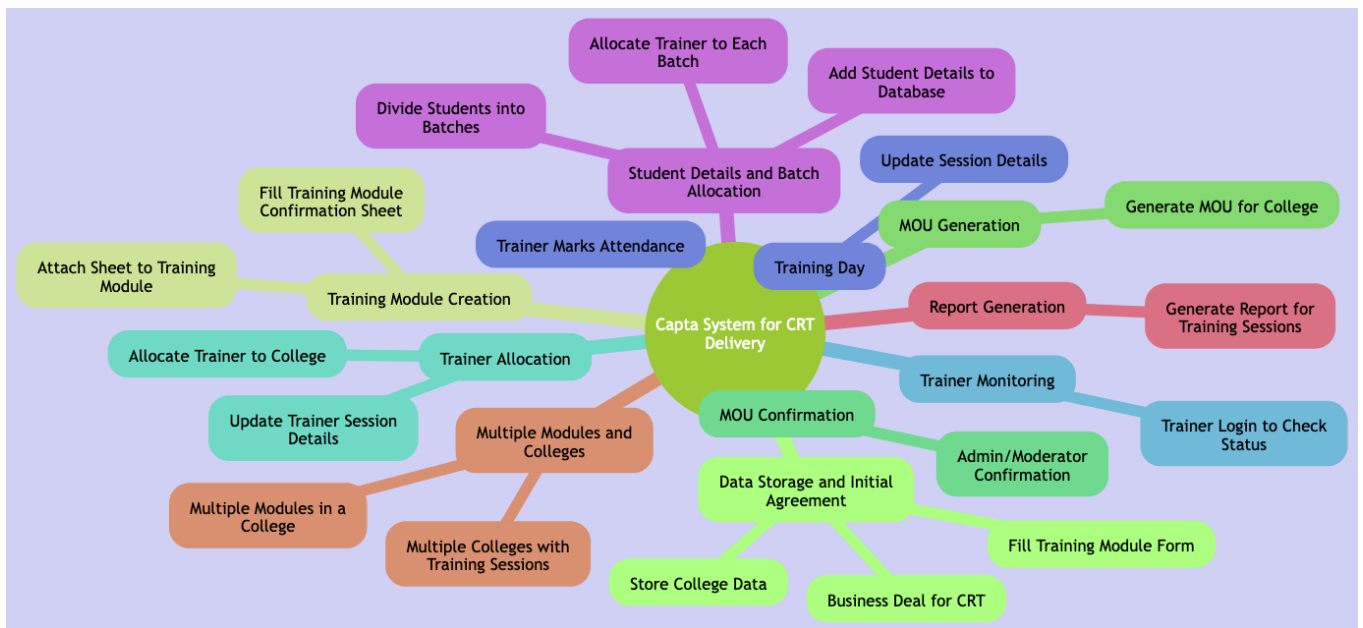 Allocate Trainer to Each
Batch
Add Student Details to
Database
Divide Students into
Batches
Student Details and Batch
Allocation
Update Session Details
Fill Training Module
Confirmation Sheet
MOU Generation
Generate MOU for College
Trainer Marks Attendance
Training Day
Attach Sheet to Training
Module
Training Module Creation
Report Generation
Generate Report for
Training Sessions
Capta System for CRT
Delivery
Allocate Trainer to College
Trainer Allocation
Trainer Monitoring
Update Trainer Session
Details
MOU Confirmation
Trainer Login to Check
Status
Multiple Modules and
Colleges
Admin/Moderator
Confirmation
Data Storage and Initial
Agreement
Multiple Modules in a
College
Multiple Colleges with
Training Sessions
Fill Training Module Form
Store College Data
Business Deal for CRT